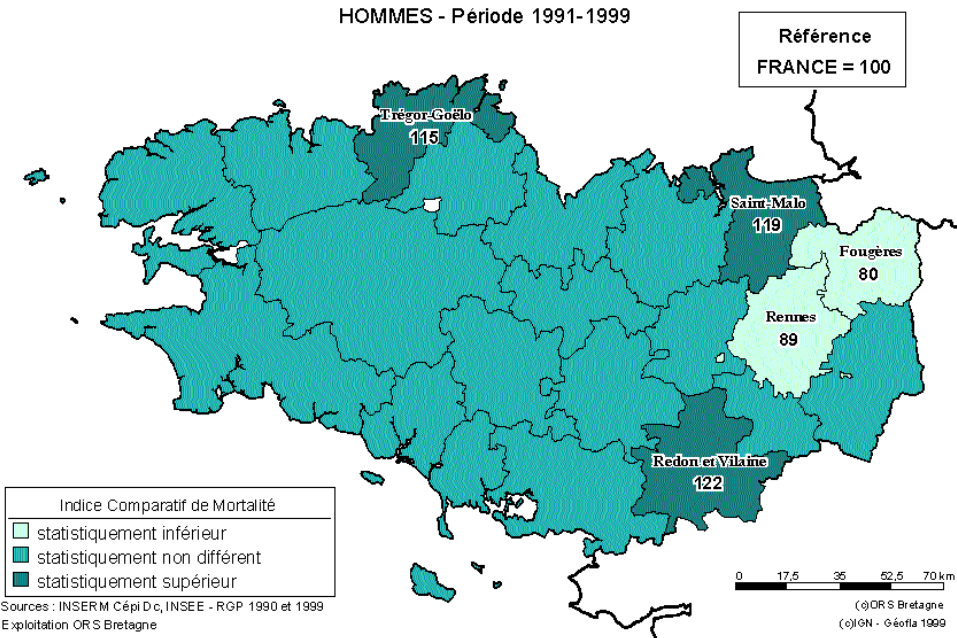 HOMMES - Période 1991-1999
Référence
FRANCE = 100
Trégor-Goëlo
115
Saint-Malo
119
Fougères
80
Rennes
89
Redon et Vilaine
122
Indice Comparatif de Mortalité
statistiquement inférieur
statistiquement non différent
statistiquement supérieur
0 17,5 35 52,5 70 km
Sources : INSERM CépiDc, INSEE - RGP 1990 et 1999
Exploitation ORS Bretagne
(c)ORS Bretagne
(c)IGN - Géofla 1999